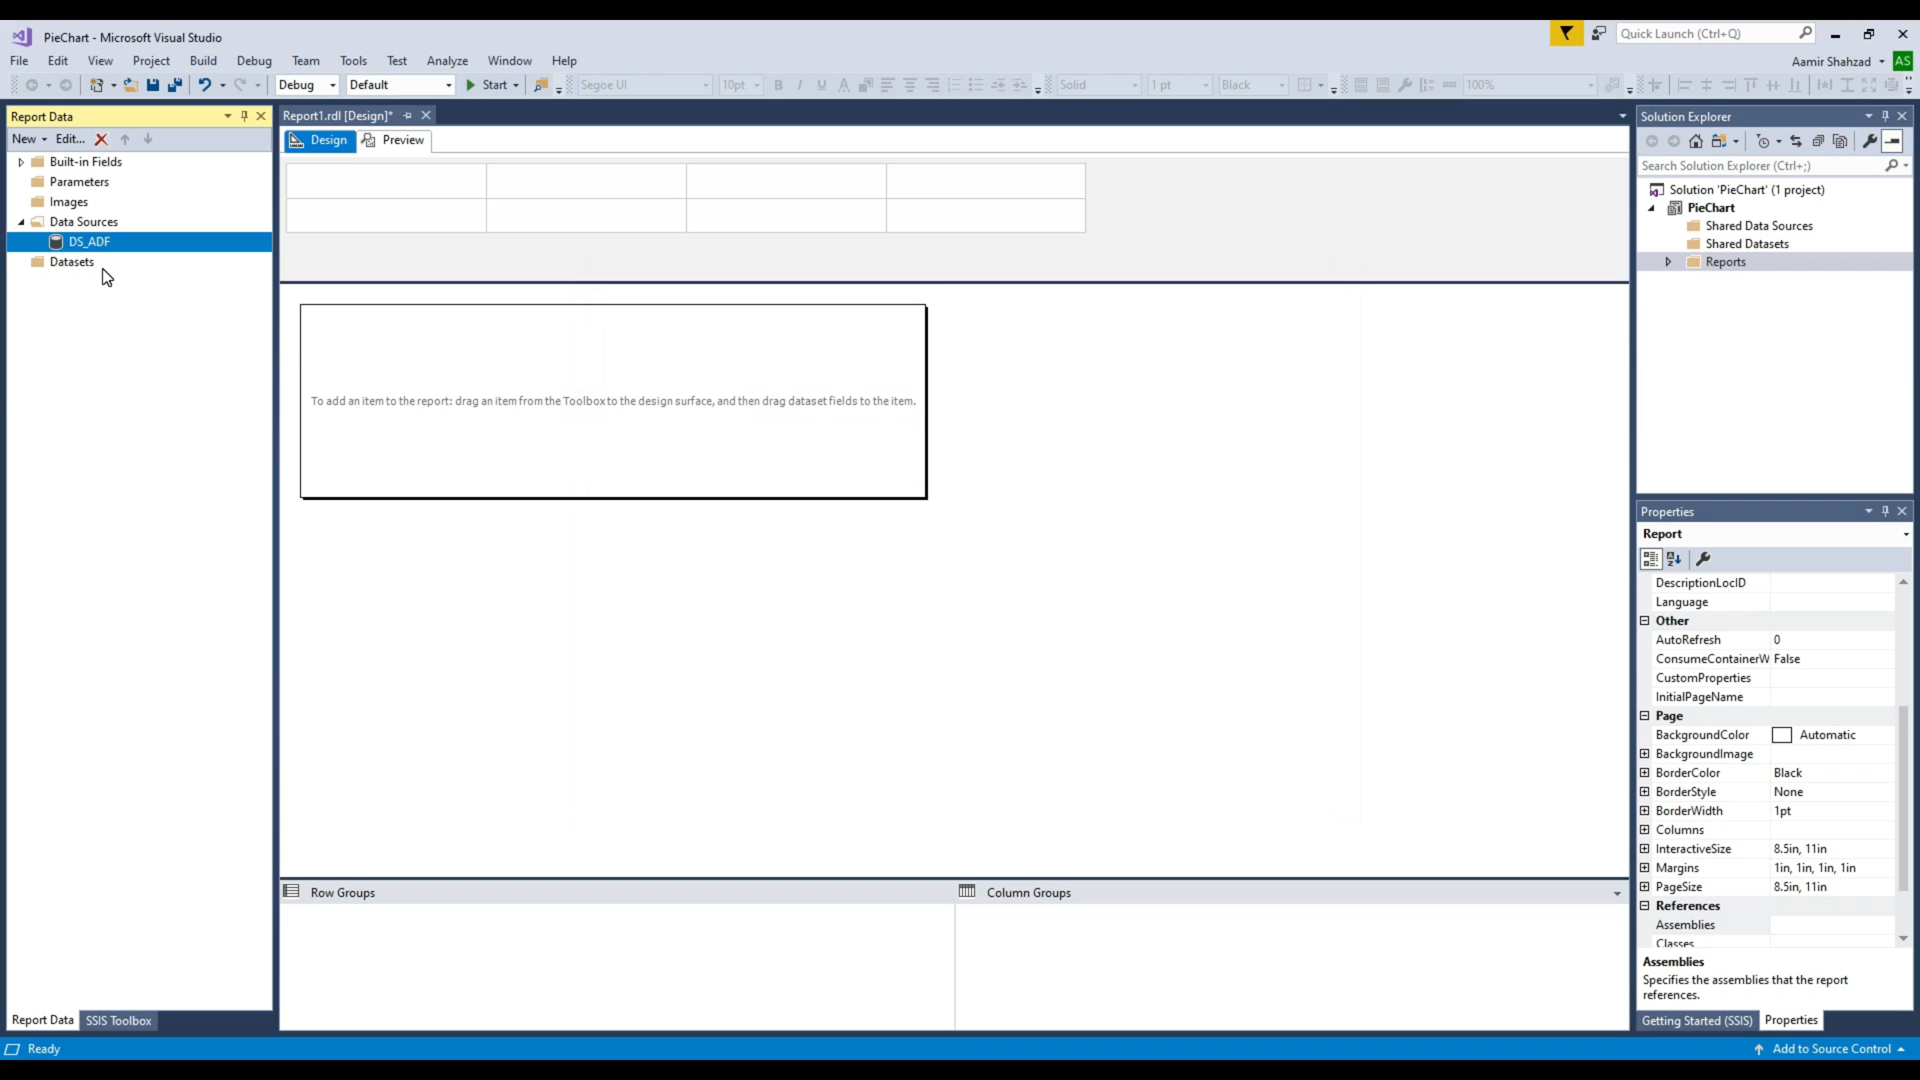 PieChart - Microsoft Visual Studio
Quick Launch (Ctrl+Q)
File Edit View Project Build Debug Team Tools Test Analyze Window Help
Aamir Shahzad AS
Debug Default Start Segoe UI 10pt B I U A Solid 1 pt Black 100%
Report Data
Report1.rdl [Design]*
Solution Explorer
New Edit...
Design Preview
Built-in Fields
Parameters
Images
Data Sources
DS_ADF
Datasets
Search Solution Explorer (Ctrl+;)
Solution 'PieChart' (1 project)
PieChart
Shared Data Sources
Shared Datasets
Reports
To add an item to the report: drag an item from the Toolbox to the design surface, and then drag dataset fields to the item.
Properties
Report
DescriptionLocID
Language
Other
AutoRefresh 0
ConsumeContainerW False
CustomProperties
InitialPageName
Page
BackgroundColor Automatic
BackgroundImage
BorderColor Black
BorderStyle None
BorderWidth 1pt
Columns
InteractiveSize 8.5in, 11in
Margins 1in, 1in, 1in, 1in
PageSize 8.5in, 11in
References
Assemblies
Classes
Assemblies
Specifies the assemblies that the report
references.
Row Groups
Column Groups
Report Data SSIS Toolbox
Getting Started (SSIS) Properties
Ready
Add to Source Control